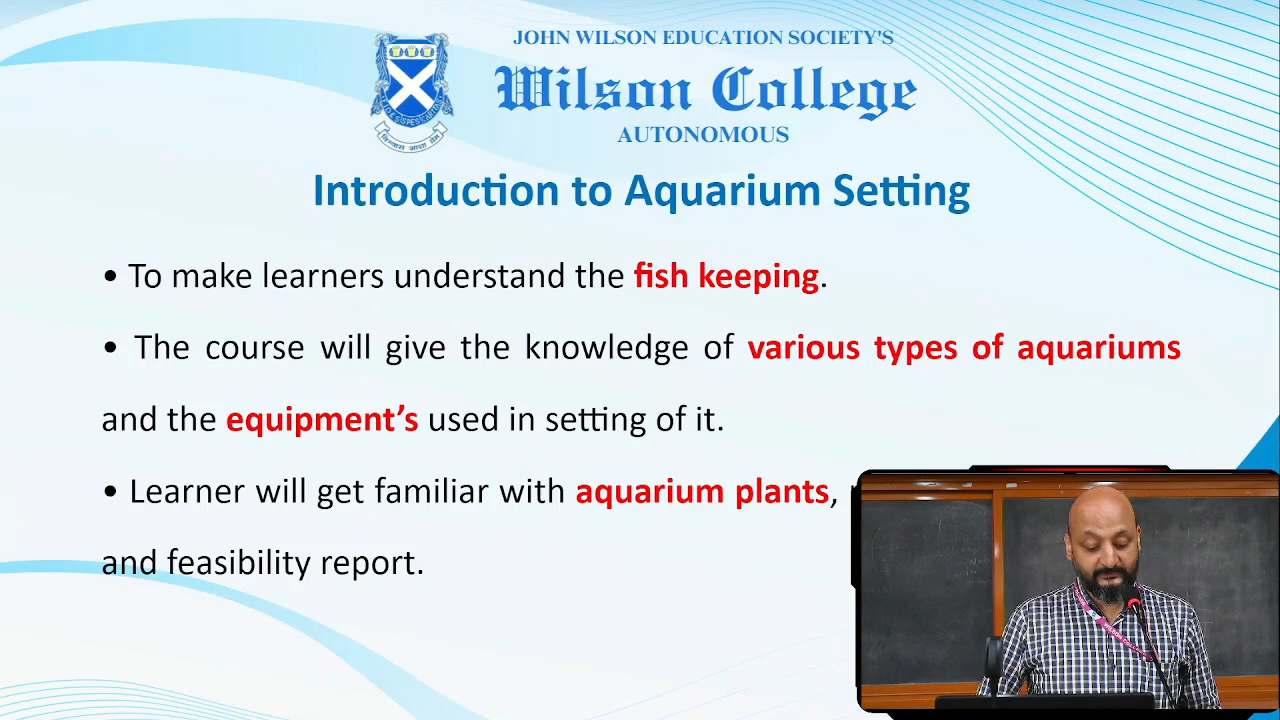 JOHN WILSON EDUCATION SOCIETY'S
Wilson College
AUTONOMOUS
Introduction to Aquarium Setting
• To make learners understand the fish keeping.
• The course will give the knowledge of various types of aquariums
and the equipment’s used in setting of it.
• Learner will get familiar with aquarium plants,
and feasibility report.